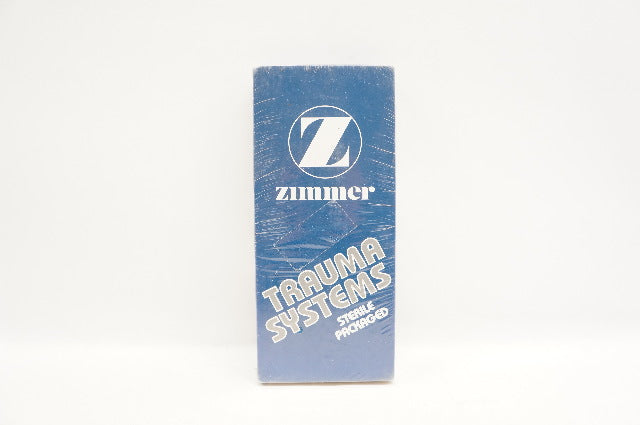 Z
zimmer
TRAUMA
SYSTEMS
STERILE
PACKAGED